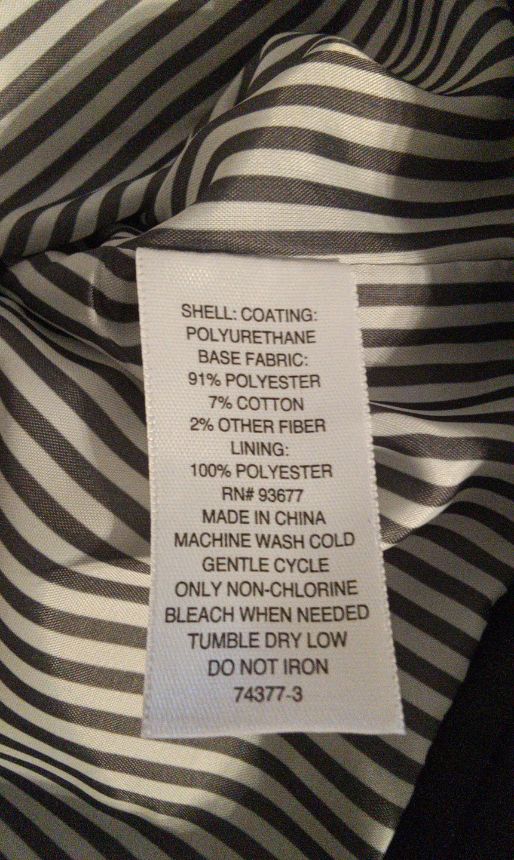 SHELL: COATING:
POLYURETHANE
BASE FABRIC:
91% POLYESTER
7% COTTON
2% OTHER FIBER
LINING:
100% POLYESTER
RN# 93677
MADE IN CHINA
MACHINE WASH COLD
GENTLE CYCLE
ONLY NON-CHLORINE
BLEACH WHEN NEEDED
TUMBLE DRY LOW
DO NOT IRON
74377-3